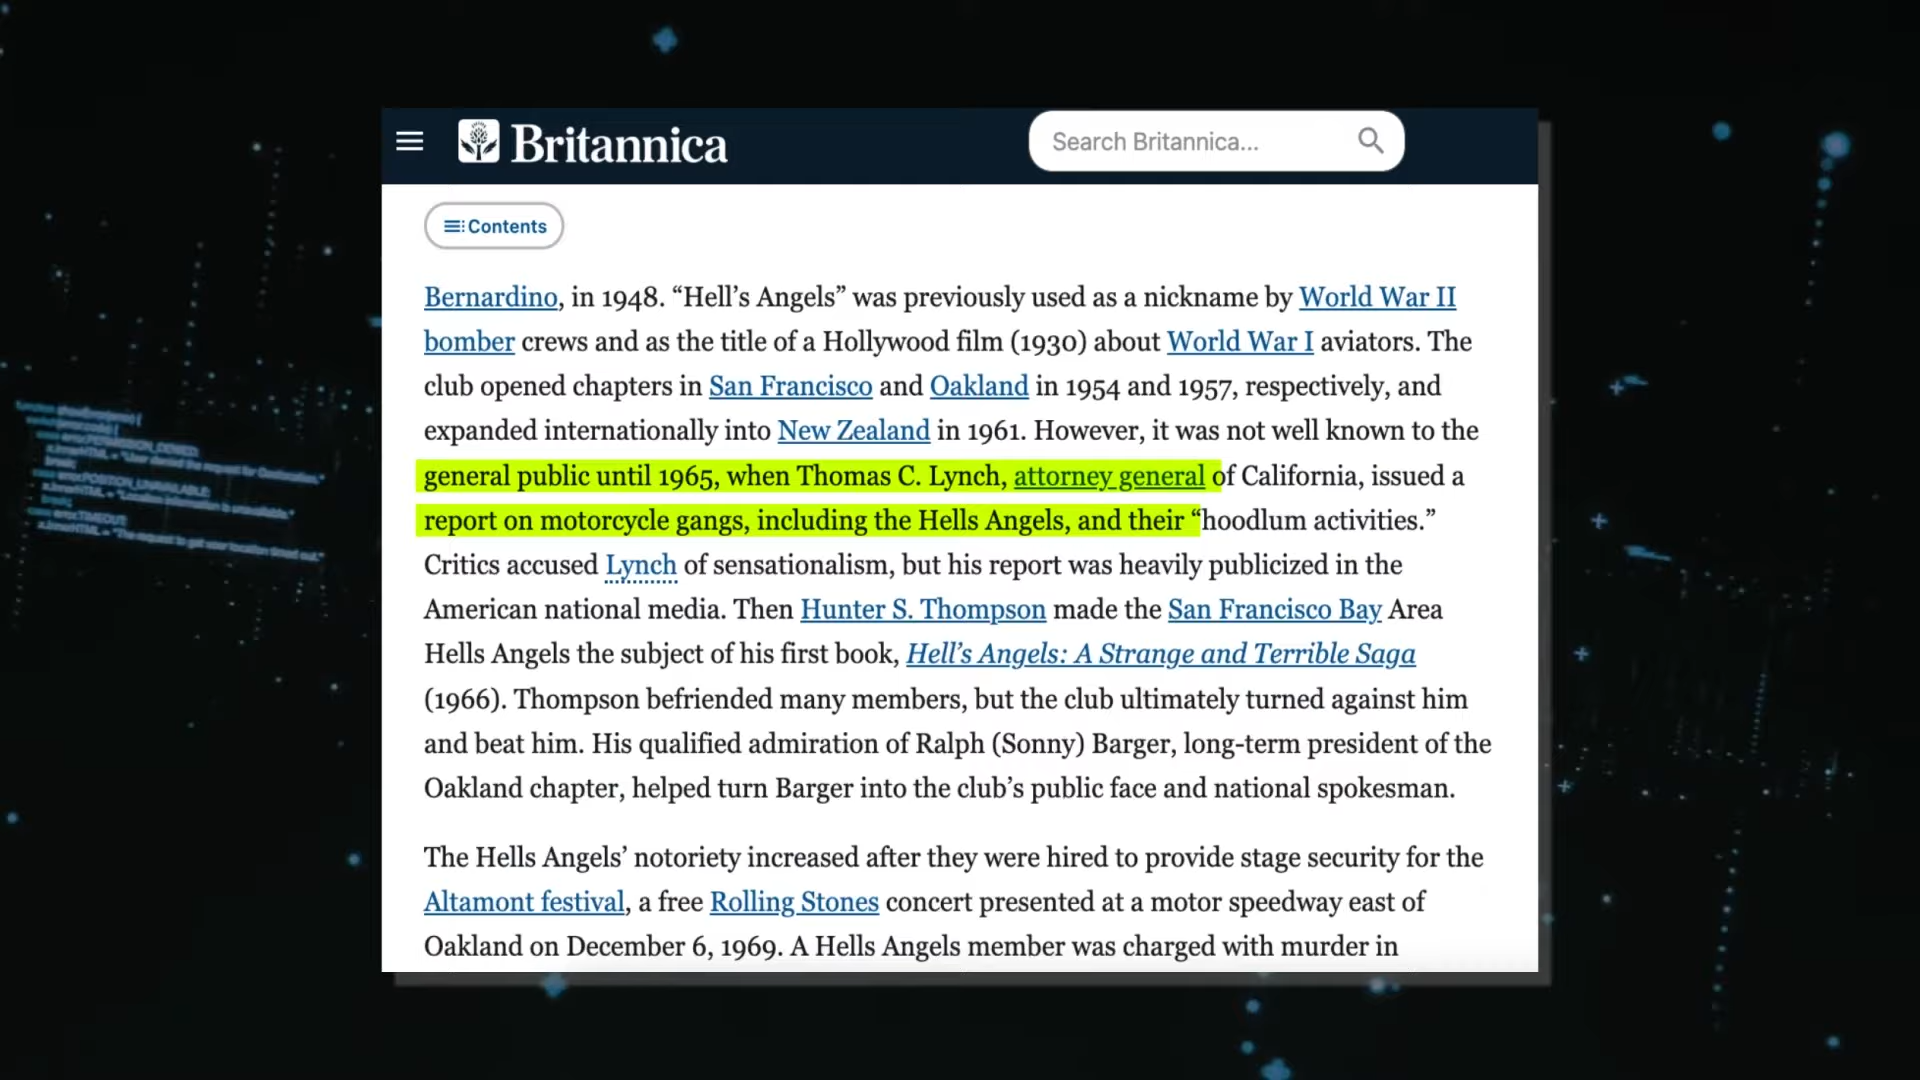 Britannica
Search Britannica...
Contents
Bernardino, in 1948. “Hell’s Angels” was previously used as a nickname by World War II
bomber crews and as the title of a Hollywood film (1930) about World War I aviators. The
club opened chapters in San Francisco and Oakland in 1954 and 1957, respectively, and
expanded internationally into New Zealand in 1961. However, it was not well known to the
general public until 1965, when Thomas C. Lynch, attorney general of California, issued a
report on motorcycle gangs, including the Hells Angels, and their “hoodlum activities.”
Critics accused Lynch of sensationalism, but his report was heavily publicized in the
American national media. Then Hunter S. Thompson made the San Francisco Bay Area
Hells Angels the subject of his first book, Hell’s Angels: A Strange and Terrible Saga
(1966). Thompson befriended many members, but the club ultimately turned against him
and beat him. His qualified admiration of Ralph (Sonny) Barger, long-term president of the
Oakland chapter, helped turn Barger into the club’s public face and national spokesman.
The Hells Angels’ notoriety increased after they were hired to provide stage security for the
Altamont festival, a free Rolling Stones concert presented at a motor speedway east of
Oakland on December 6, 1969. A Hells Angels member was charged with murder in